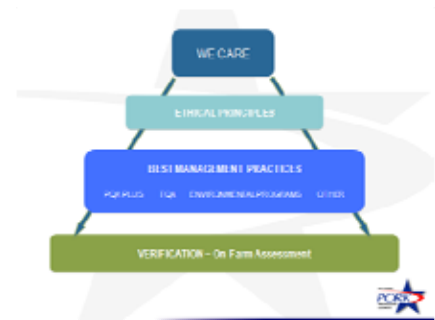 WE CARE
ETHICAL PRINCIPLES
BEST MANAGEMENT PRACTICES
PQA PLUS TQA ENVIRONMENTAL PROGRAMS OTHER
VERIFICATION – On Farm Assessment
PORK